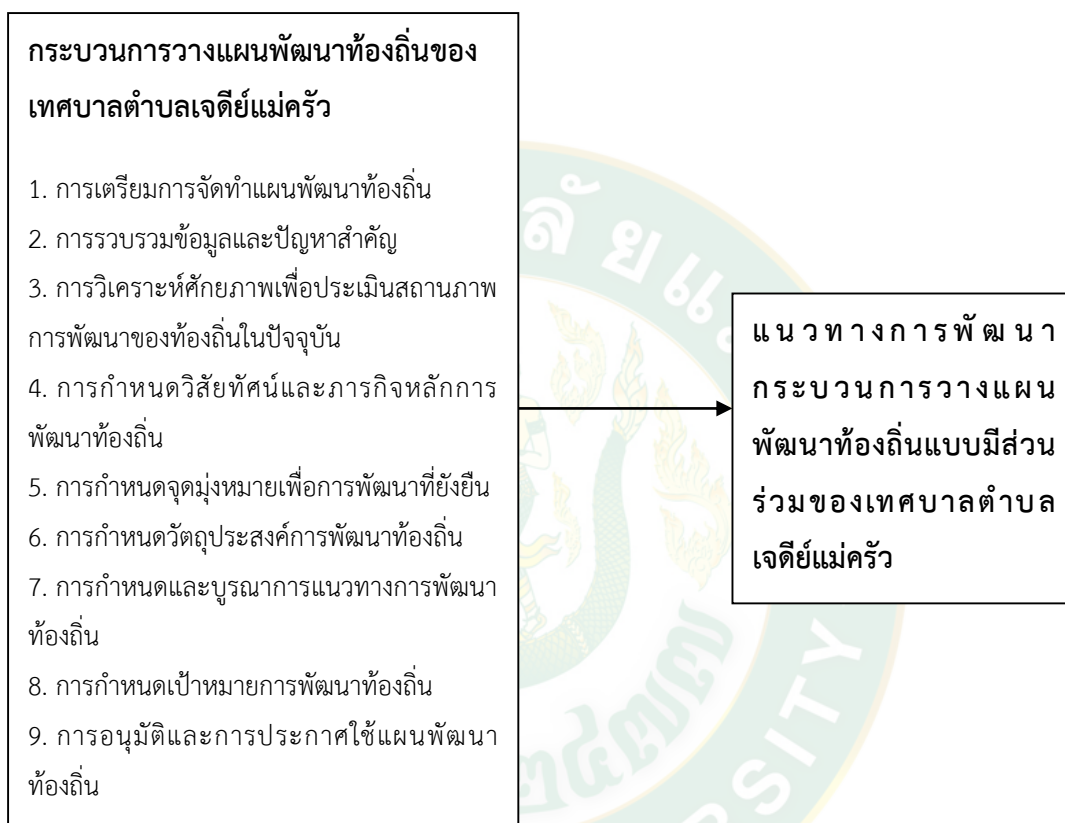 กระบวนการวางแผนพัฒนาท้องถิ่นของ
เทศบาลตำบลเจดีย์แม่ครัว
1. การเตรียมการจัดทำแผนพัฒนาท้องถิ่น
2. การรวบรวมข้อมูลและปัญหาสำคัญ
3. การวิเคราะห์ศักยภาพเพื่อประเมินสถานภาพ
การพัฒนาของท้องถิ่นในปัจจุบัน
4. การกำหนดวิสัยทัศน์และภารกิจหลักการ
พัฒนาท้องถิ่น
5. การกำหนดจุดมุ่งหมายเพื่อการพัฒนาที่ยั่งยืน
6. การกำหนดวัตถุประสงค์การพัฒนาท้องถิ่น
7. การกำหนดและบูรณาการแนวทางการพัฒนา
ท้องถิ่น
8. การกำหนดเป้าหมายการพัฒนาท้องถิ่น
9. การอนุมัติและการประกาศใช้แผนพัฒนา
ท้องถิ่น
แนวทางการพัฒนา
กระบวนการวางแผน
พัฒนาท้องถิ่นแบบมีส่วน
ร่วมของเทศบาลตำบล
เจดีย์แม่ครัว